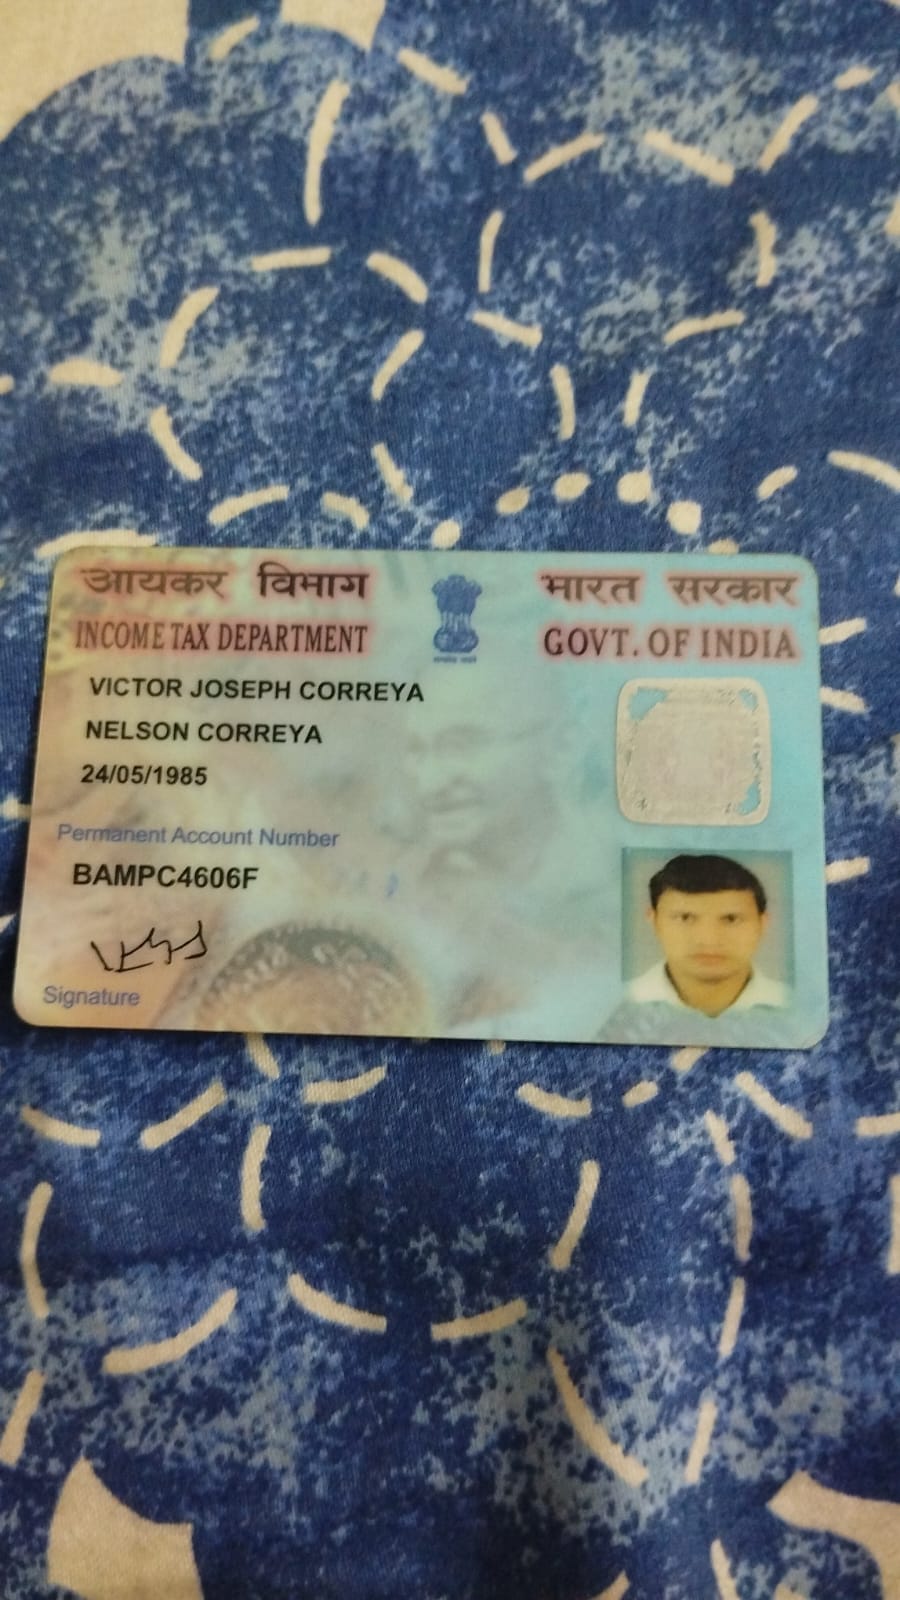 आयकर विभाग
भारत सरकार
INCOME TAX DEPARTMENT
GOVT. OF INDIA
VICTOR JOSEPH CORREYA
NELSON CORREYA
24/05/1985
Permanent Account Number
BAMPC4606F
Signature